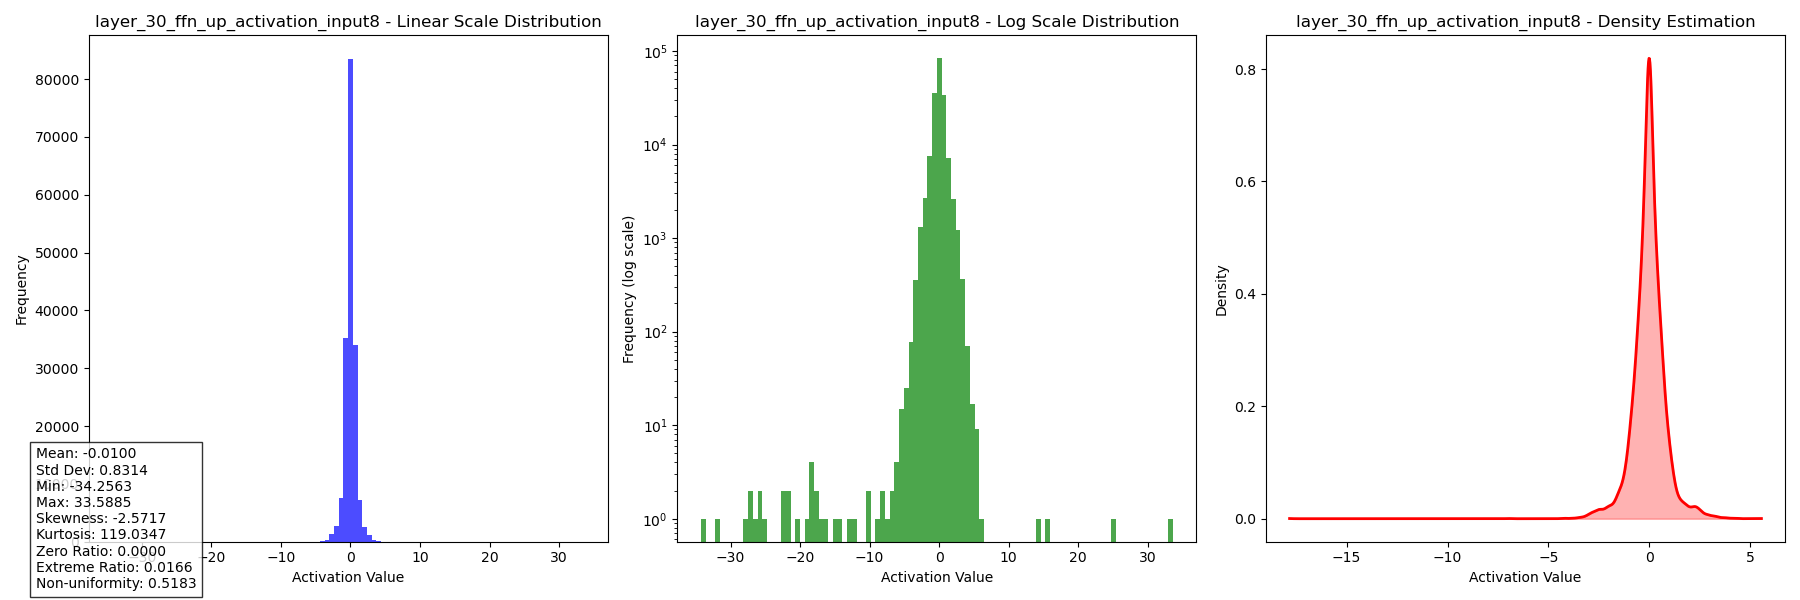 layer_30_ffn_up_activation_input8 - Linear Scale Distribution
80000
70000
60000
50000
40000
30000
20000
Frequency
Mean: -0.0100
Std Dev: 0.8314
Min: -34.2563
Max: 33.5885
Skewness: -2.5717
Kurtosis: 119.0347
Zero Ratio: 0.0000
Extreme Ratio: 0.0166
Non-uniformity: 0.5183
−20 −10 0 10 20 30
Activation Value
layer_30_ffn_up_activation_input8 - Log Scale Distribution
10^5
10^4
10^3
10^2
10^1
10^0
Frequency (log scale)
−30 −20 −10 0 10 20 30
Activation Value
layer_30_ffn_up_activation_input8 - Density Estimation
0.8
0.6
0.4
0.2
0.0
Density
−15 −10 −5 0 5
Activation Value